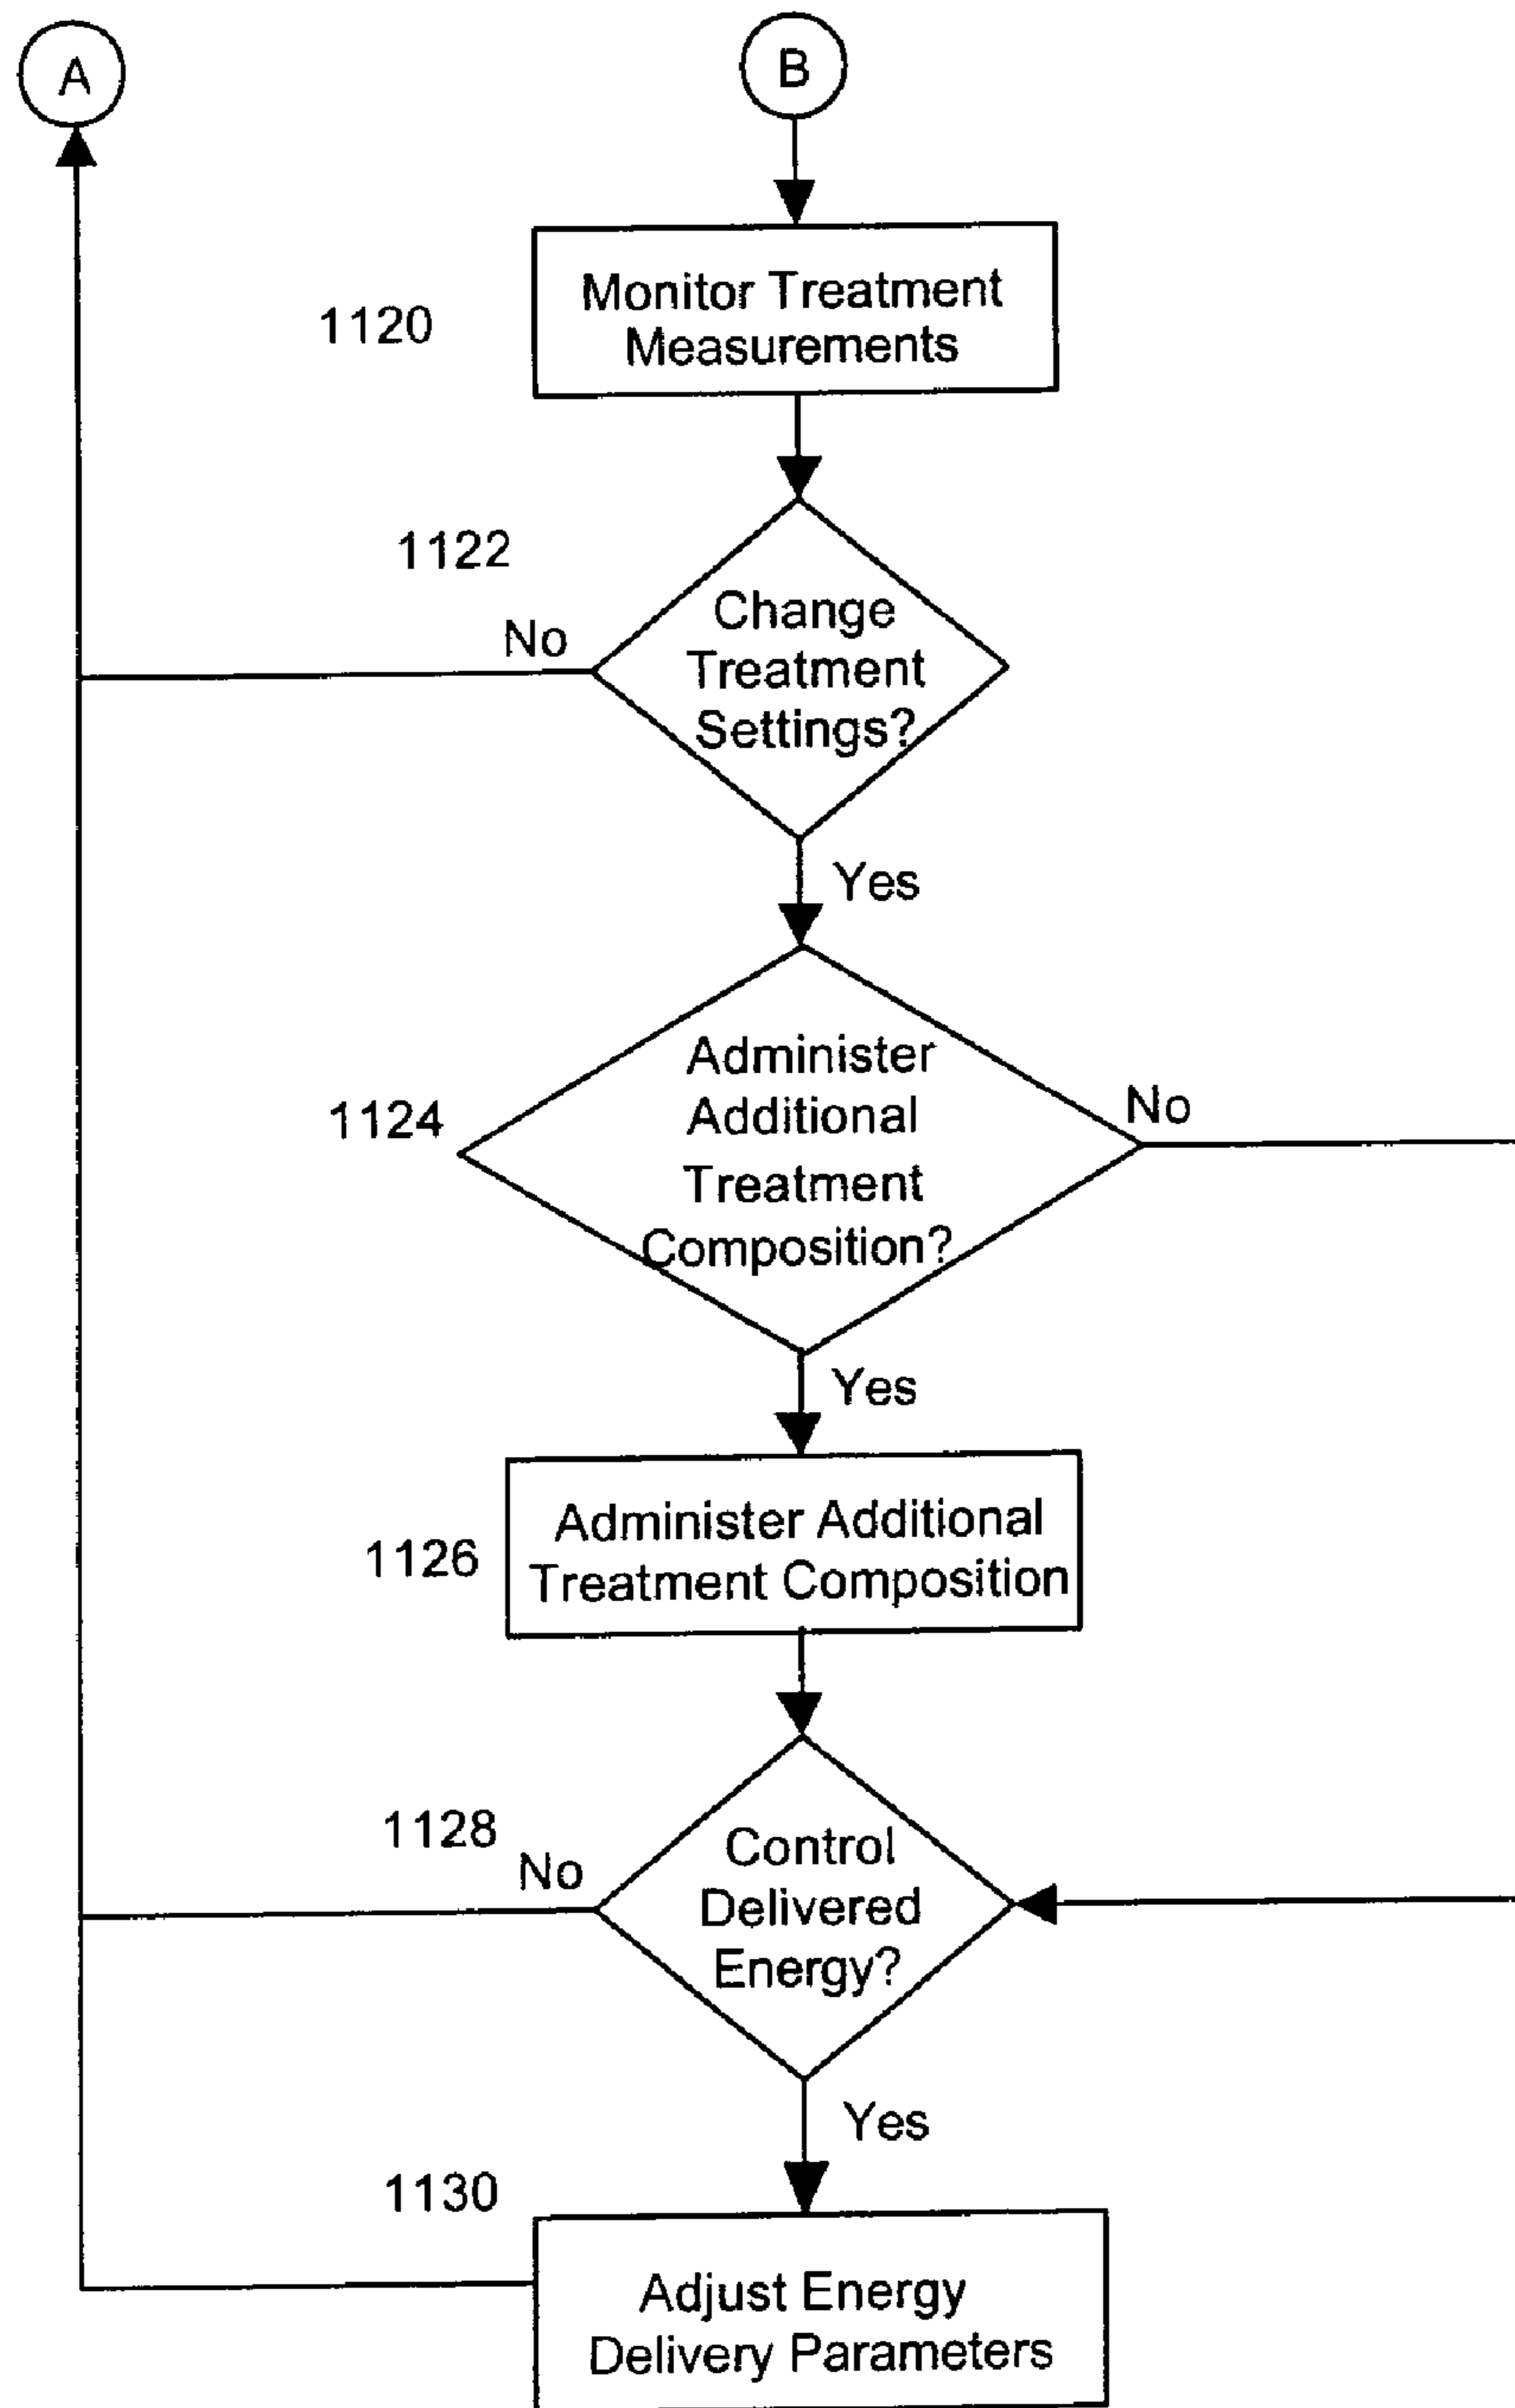 A
B
1120
Monitor Treatment
Measurements
1122
No
Change
Treatment
Settings?
Yes
1124
Administer
Additional
Treatment
Composition?
No
Yes
1126
Administer Additional
Treatment Composition
1128
No
Control
Delivered
Energy?
Yes
1130
Adjust Energy
Delivery Parameters